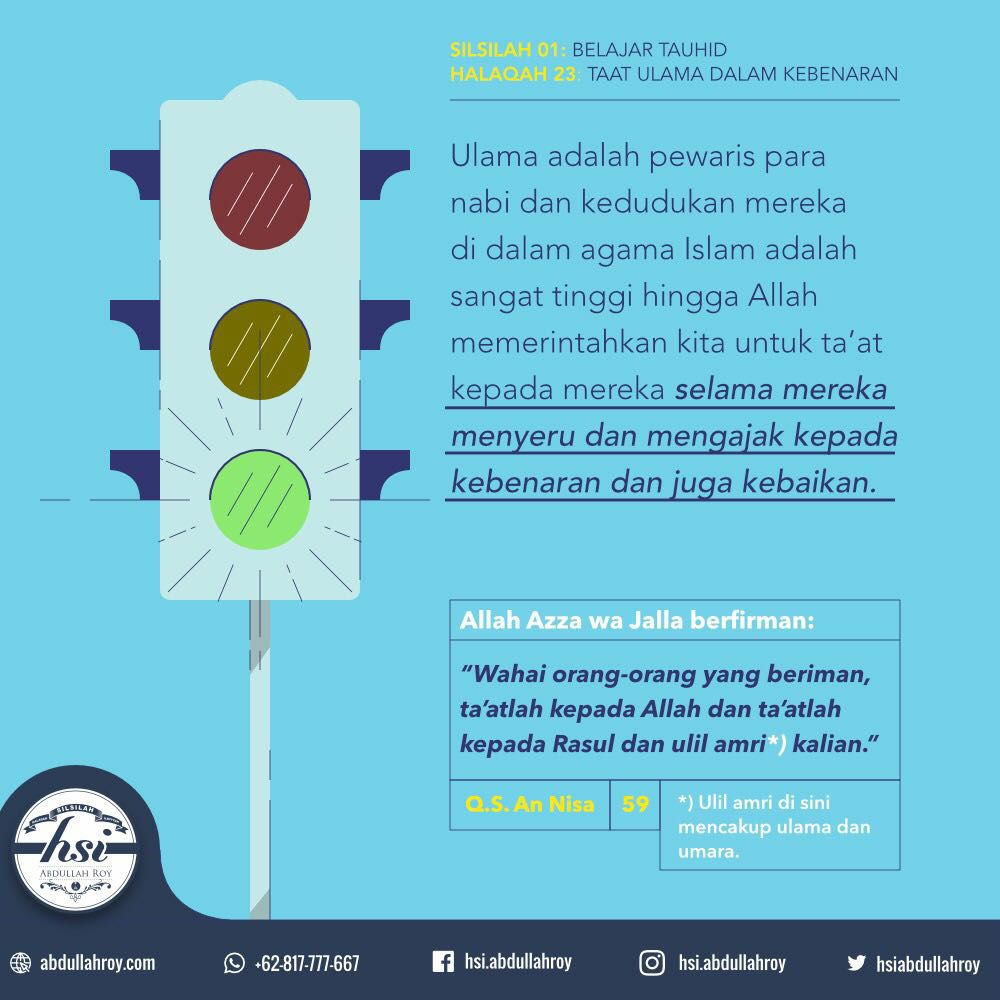 SILSILAH 01: BELAJAR TAUHID
HALAQAH 23: TAAT ULAMA DALAM KEBENARAN
Ulama adalah pewaris para
nabi dan kedudukan mereka
di dalam agama Islam adalah
sangat tinggi hingga Allah
memerintahkan kita untuk ta’at
kepada mereka selama mereka
menyeru dan mengajak kepada
kebenaran dan juga kebaikan.
Allah Azza wa Jalla berfirman:
“Wahai orang-orang yang beriman,
ta’atlah kepada Allah dan ta’atlah
kepada Rasul dan ulil amri*) kalian.”
Q.S. An Nisa 59
*) Ulil amri di sini
mencakup ulama dan
umara.
SILSILAH
hsi
ABDULLAH ROY
abdullahroy.com
+62-817-777-667
hsi.abdullahroy
hsi.abdullahroy
hsiabdullahroy